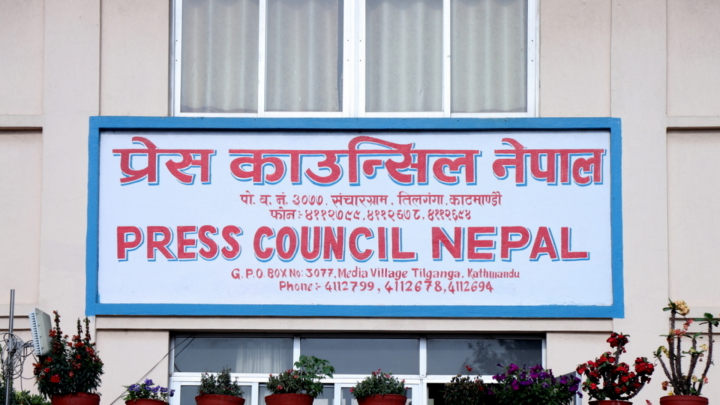 प्रेस काउन्सिल नेपाल
पो. व. नं. ३०७७. संचारग्राम, तिलगंगा. काठमाण्डौ
फोन:- ४११२७९९.४११२६७८.४११२६९४
PRESS COUNCIL NEPAL
G.P.O.BOX No: 3077, Media Village Tilganga, Kathmandu
Phone:- 4112799, 4112678,4112694